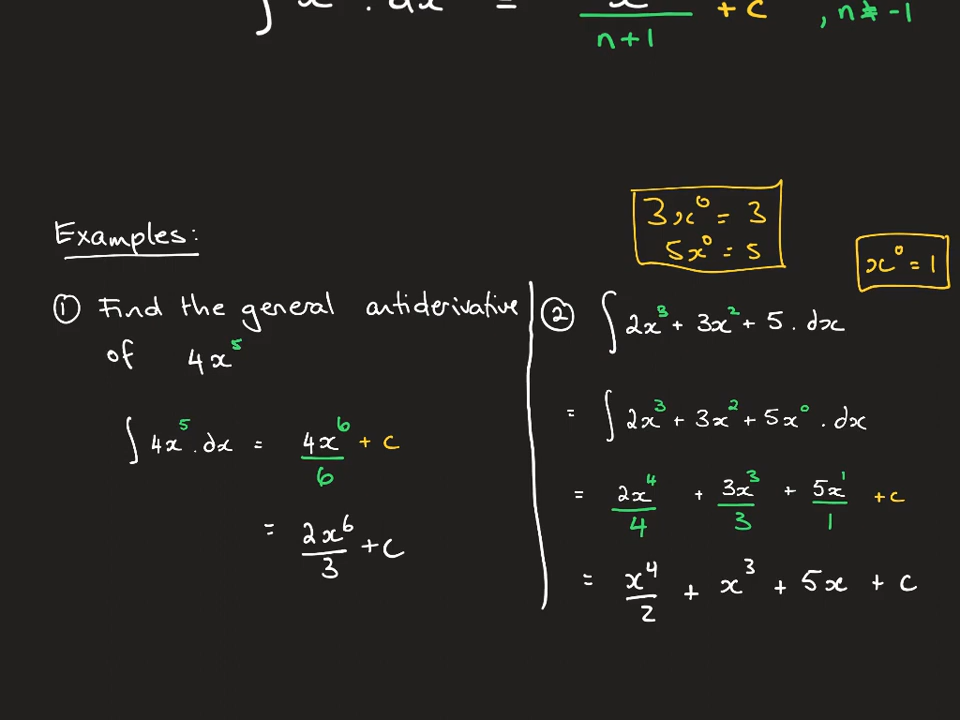 ∫ xⁿ . dx = x / n+1 + c , n ≠ -1
Examples:
3x⁰ = 3
5x⁰ = 5
x⁰ = 1
① Find the general antiderivative
of 4x⁵
∫ 4x⁵ . dx = 4x⁶/6 + c
= 2x⁶/3 + c
② ∫ 2x³ + 3x² + 5 . dx
= ∫ 2x³ + 3x² + 5x⁰ . dx
= 2x⁴/4 + 3x³/3 + 5x¹/1 + c
= x⁴/2 + x³ + 5x + c